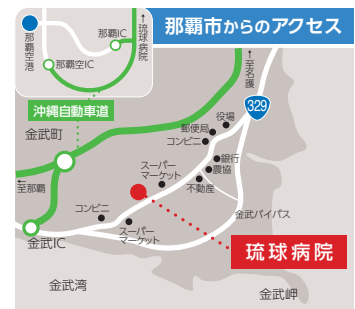 那覇市からのアクセス
↑琉球病院
那覇IC
那覇空港
那覇空IC
沖縄自動車道
金武町
↑至名護
329
役場
郵便局
コンビニ
銀行
農協
不動産
スーパー
マーケット
←至那覇
コンビニ
スーパー
マーケット
金武バイパス
金武IC
琉球病院
金武湾
金武岬